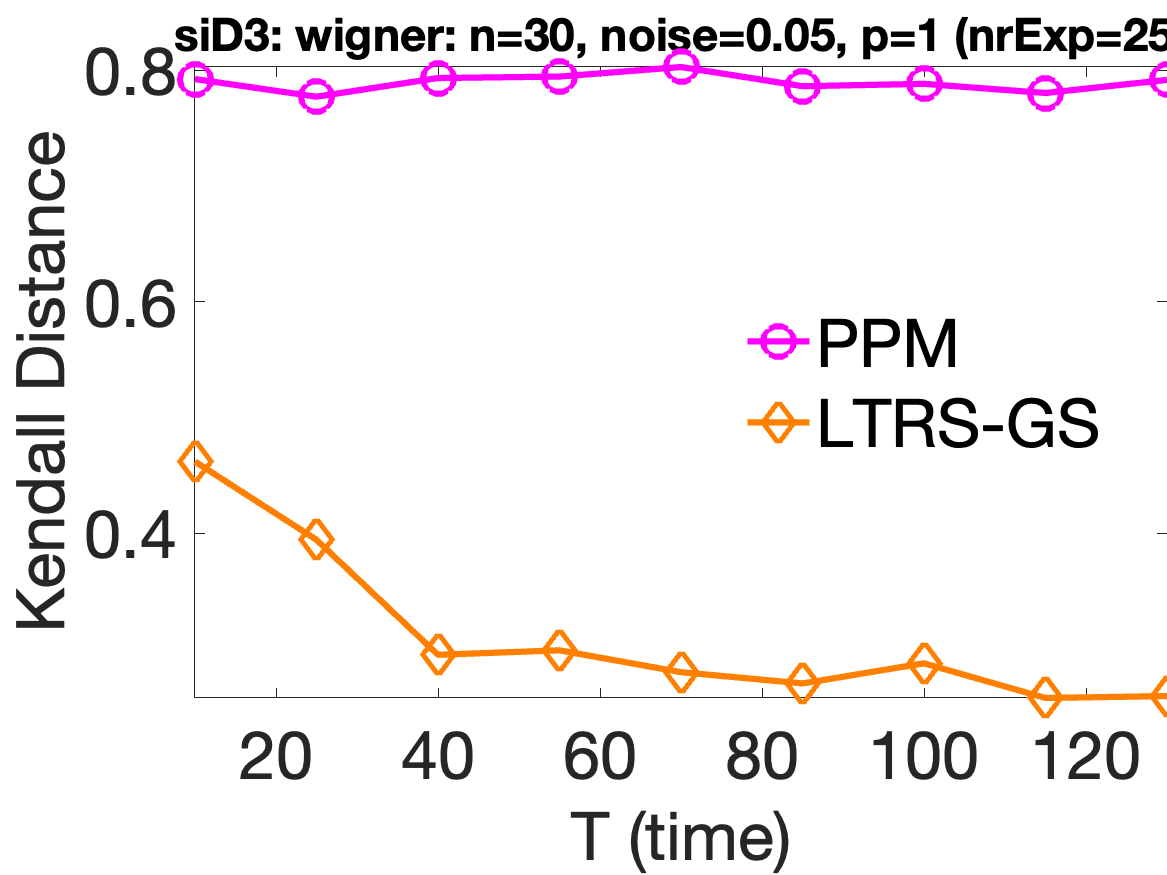 siD3: wigner: n=30, noise=0.05, p=1 (nrExp=25
0.8
0.6
0.4
Kendall Distance
PPM
LTRS-GS
20 40 60 80 100 120
T (time)